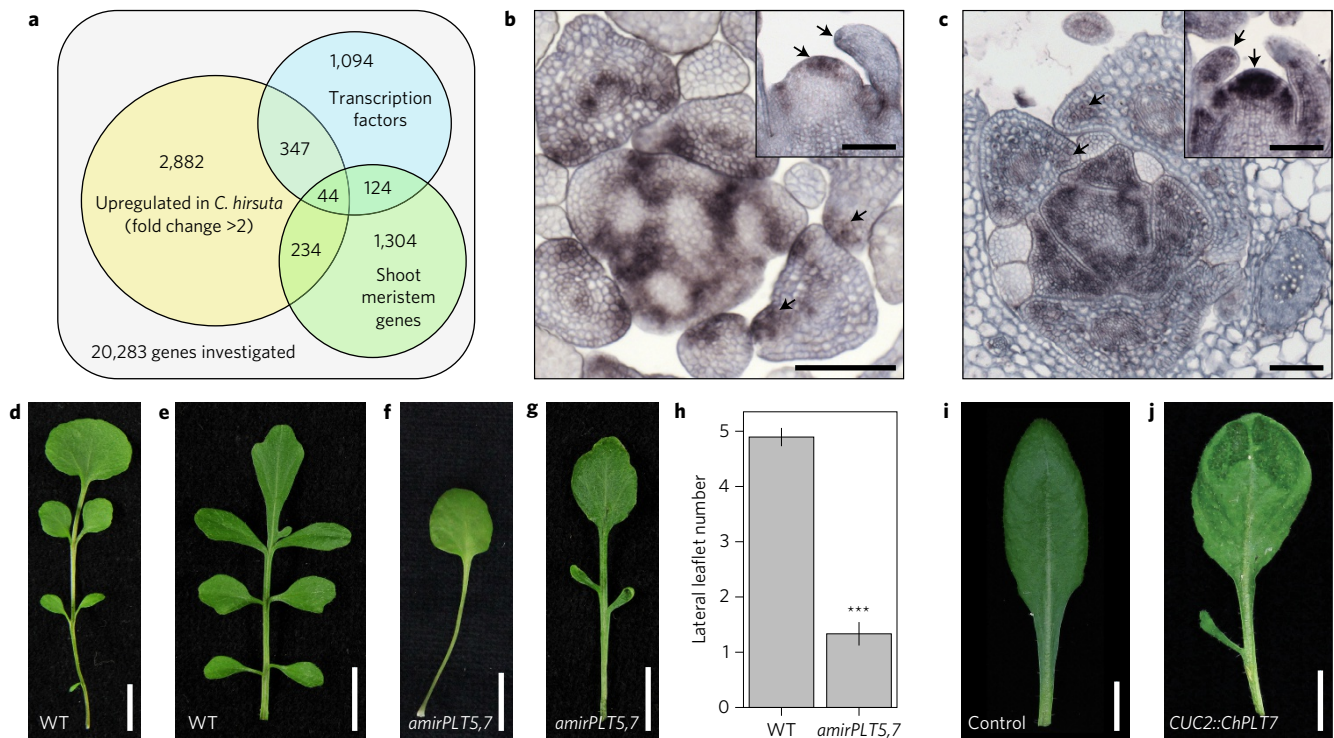 a
1,094
Transcription
factors
2,882
347
Upregulated in C. hirsuta
(fold change >2)
44
124
234
1,304
Shoot
meristem
genes
20,283 genes investigated
b
c
d
WT
e
WT
f
amirPLT5,7
g
amirPLT5,7
h
Lateral leaflet number
5
4
3
2
1
0
***
WT
amirPLT5,7
i
Control
j
CUC2::ChPLT7